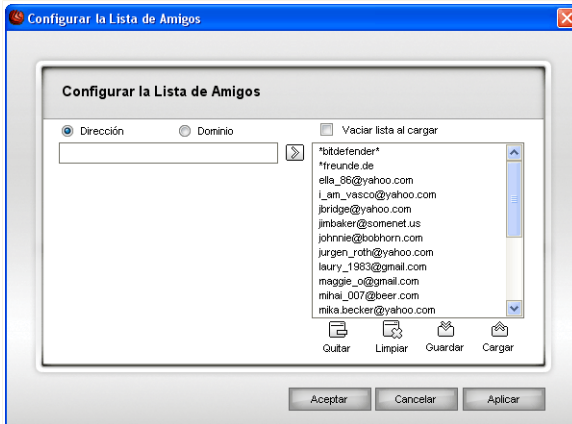 Configurar la Lista de Amigos
Configurar la Lista de Amigos
Dirección
Dominio
Vaciar lista al cargar
*bitdefender*
*freunde.de
ella_86@yahoo.com
i_am_vasco@yahoo.com
jbridge@yahoo.com
jimbaker@somenet.us
johnnie@bobhorn.com
jurgen_roth@yahoo.com
laury_1983@gmail.com
maggie_o@gmail.com
mihai_007@beer.com
mika.becker@yahoo.com
Quitar
Limpiar
Guardar
Cargar
Aceptar
Cancelar
Aplicar